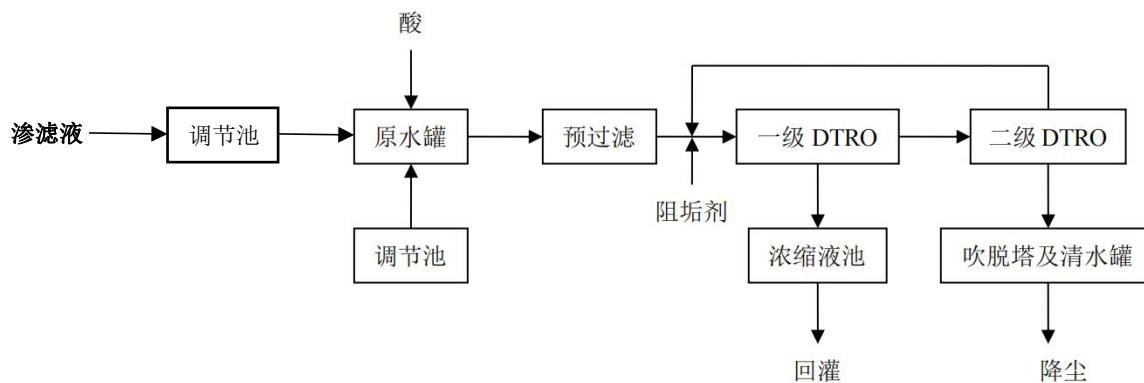 酸
渗滤液
调节池
原水罐
预过滤
一级 DTRO
二级 DTRO
阻垢剂
调节池
浓缩液池
吹脱塔及清水罐
回灌
降尘